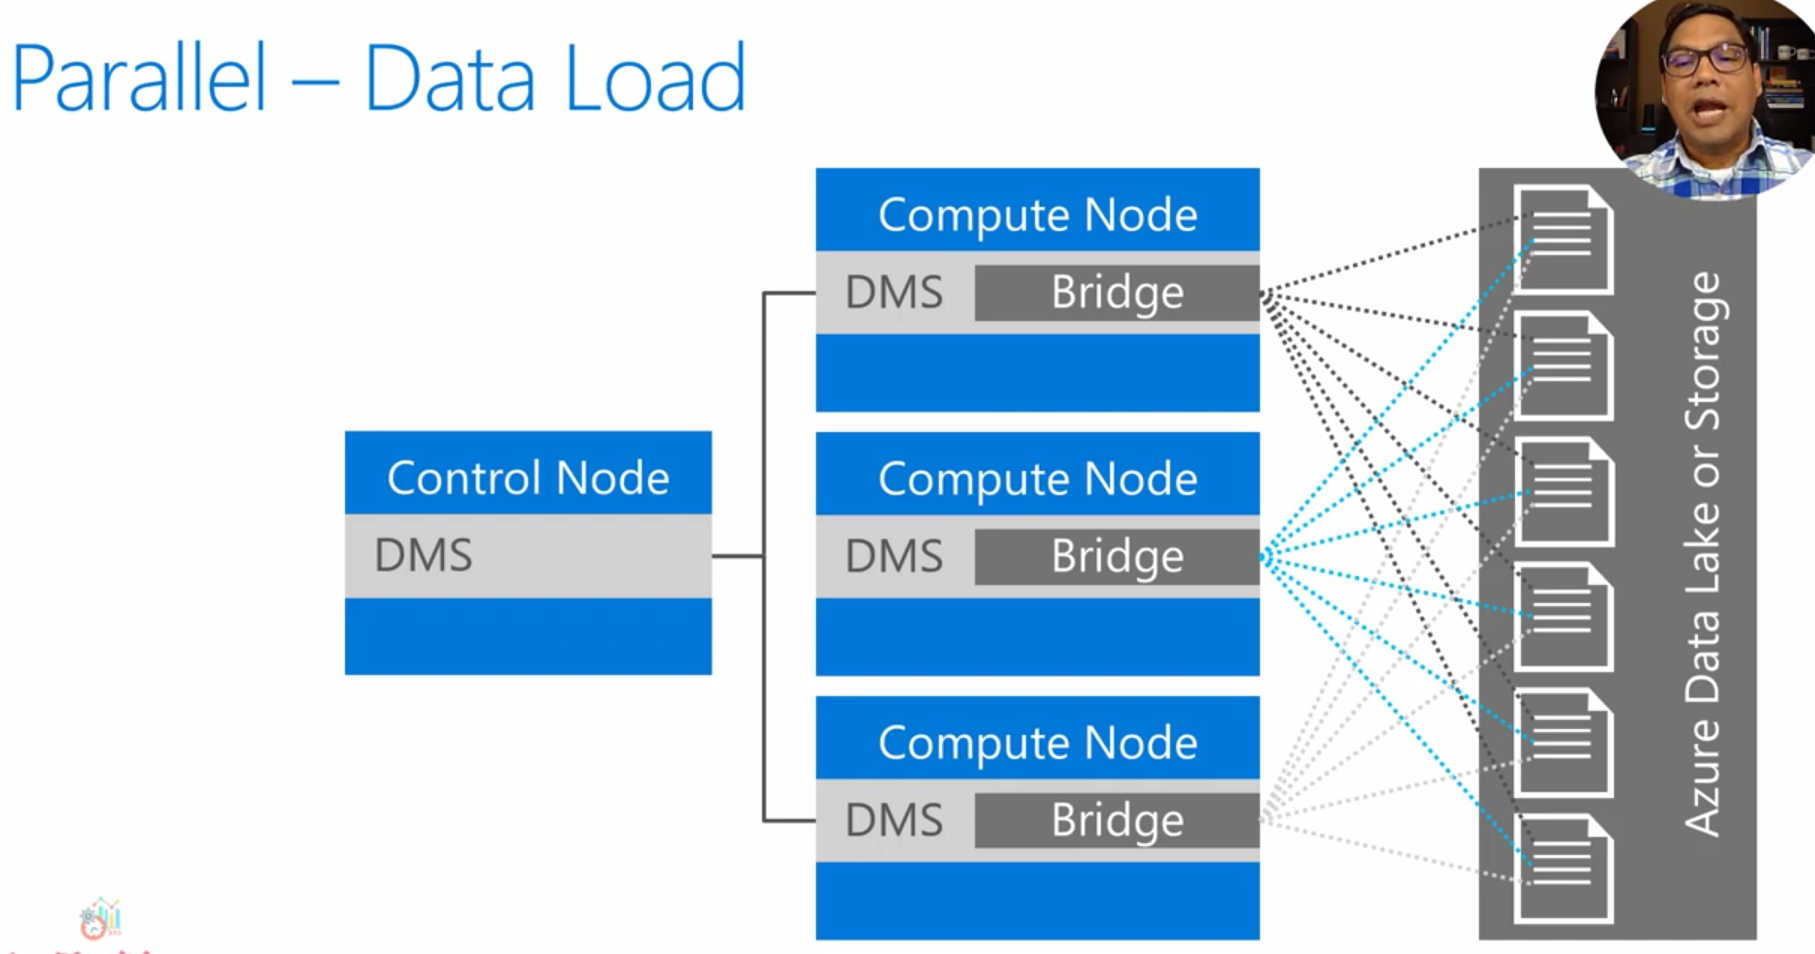 Parallel – Data Load
Control Node
DMS
Compute Node
DMS
Bridge
Compute Node
DMS
Bridge
Compute Node
DMS
Bridge
Azure Data Lake or Storage